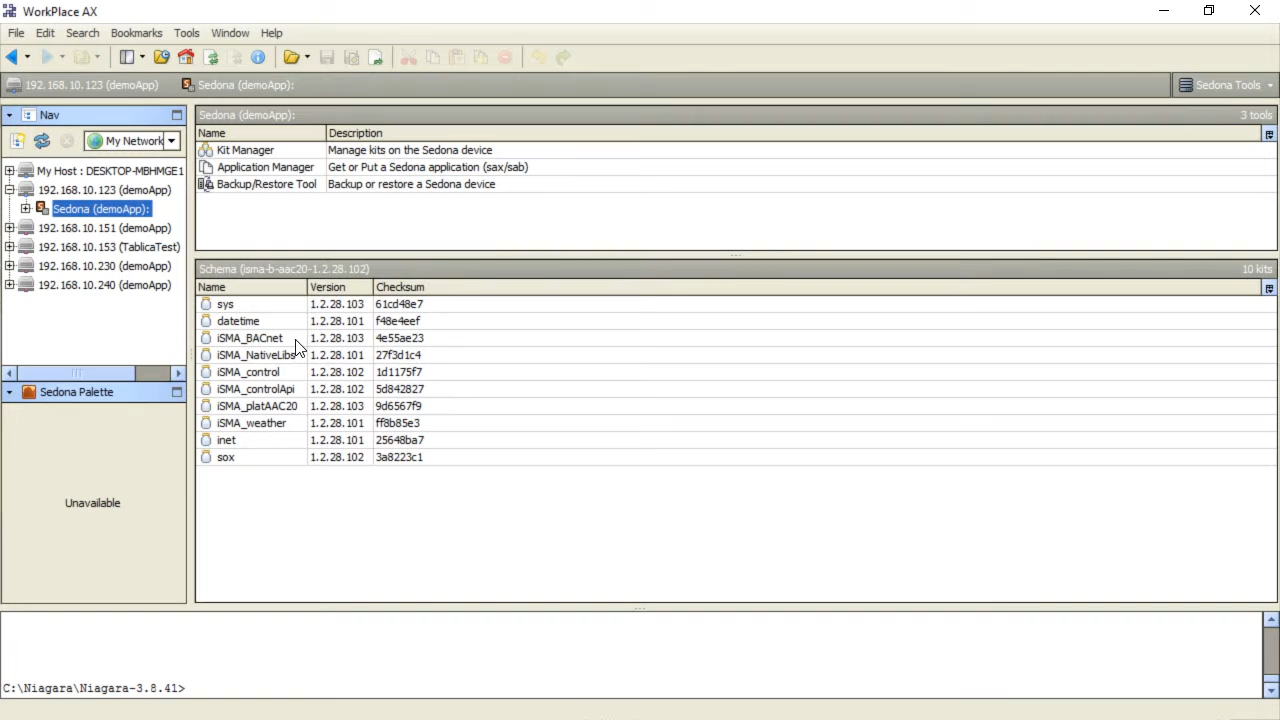 WorkPlace AX
File Edit Search Bookmarks Tools Window Help
192.168.10.123 (demoApp) Sedona (demoApp): Sedona Tools
Nav
My Network
My Host : DESKTOP-MBHMGE1
192.168.10.123 (demoApp)
Sedona (demoApp):
192.168.10.151 (demoApp)
192.168.10.153 (TablicaTest)
192.168.10.230 (demoApp)
192.168.10.240 (demoApp)
Sedona Palette
Unavailable
Sedona (demoApp): 3 tools
Name Description
Kit Manager Manage kits on the Sedona device
Application Manager Get or Put a Sedona application (sax/sab)
Backup/Restore Tool Backup or restore a Sedona device
Schema (isma-b-aac20-1.2.28.102) 10 kits
Name Version Checksum
sys 1.2.28.103 61cd48e7
datetime 1.2.28.101 f48e4eef
iSMA_BACnet 1.2.28.103 4e55ae23
iSMA_NativeLibs 1.2.28.101 27f3d1c4
iSMA_control 1.2.28.102 1d1175f7
iSMA_controlApi 1.2.28.102 5d842827
iSMA_platAAC20 1.2.28.103 9d6567f9
iSMA_weather 1.2.28.101 ff8b85e3
inet 1.2.28.101 25648ba7
sox 1.2.28.102 3a8223c1
C:\Niagara\Niagara-3.8.41>